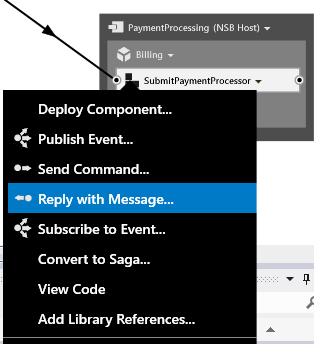 PaymentProcessing (NSB Host)
Billing
SubmitPaymentProcessor
Deploy Component...
Publish Event...
Send Command...
Reply with Message...
Subscribe to Event...
Convert to Saga...
View Code
Add Library References...